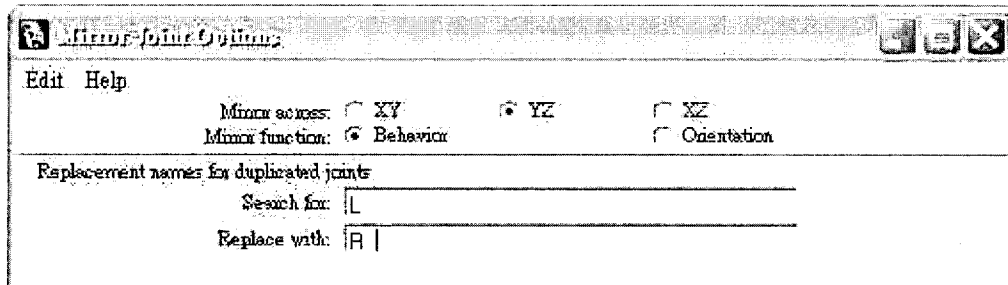 Mirror Joint Options
Edit Help
Mirror across: XY YZ XZ
Mirror function: Behavior Orientation
Replacement names for duplicated joints
Search for: L
Replace with: R